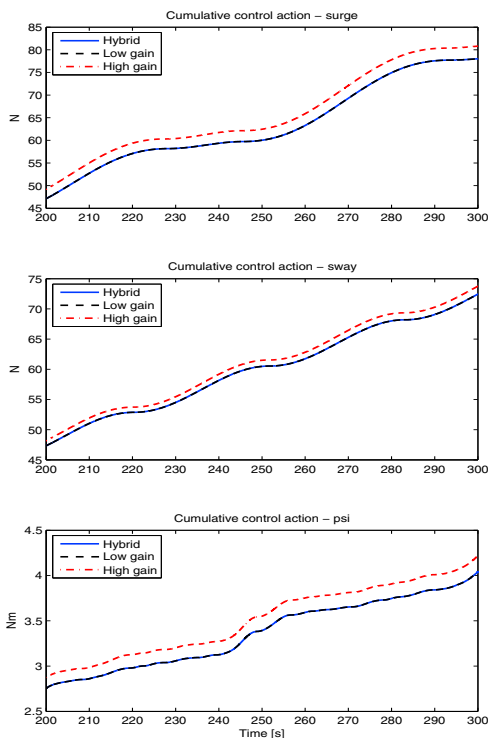 Cumulative control action – surge
85
80
75
70
65
60
55
50
45
N
Hybrid
Low gain
High gain
200 210 220 230 240 250 260 270 280 290 300
Cumulative control action – sway
75
70
65
60
55
50
45
N
Hybrid
Low gain
High gain
200 210 220 230 240 250 260 270 280 290 300
Cumulative control action – psi
4.5
4
3.5
3
2.5
Nm
Hybrid
Low gain
High gain
200 210 220 230 240 250 260 270 280 290 300
Time [s]